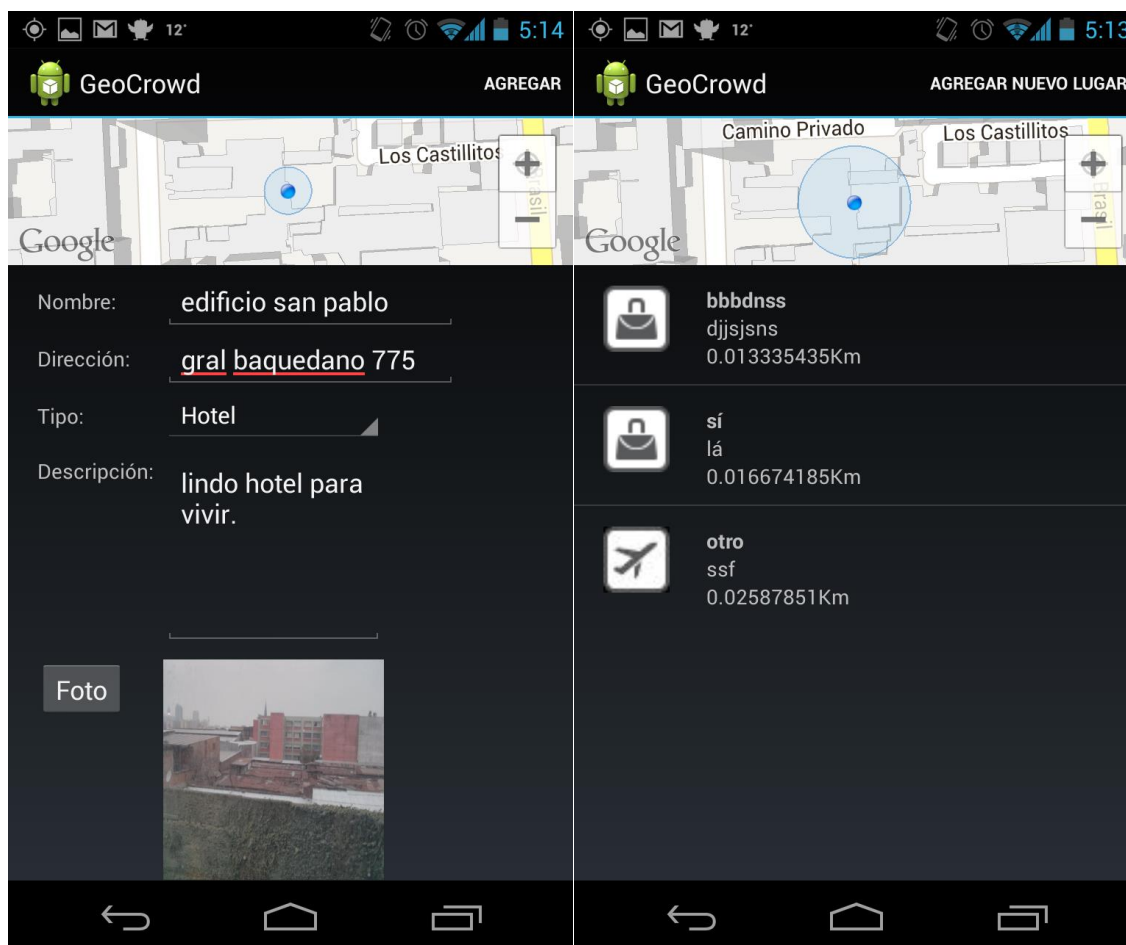 12°
5:14
GeoCrowd
AGREGAR
Los Castillitos
Brasil
Google
Nombre:
edificio san pablo
Dirección:
gral baquedano 775
Tipo:
Hotel
Descripción:
lindo hotel para
vivir.
Foto
12°
5:13
GeoCrowd
AGREGAR NUEVO LUGAR
Camino Privado
Los Castillitos
Brasil
Google
bbbdnss
djjsjsns
0.013335435Km
sí
lá
0.016674185Km
otro
ssf
0.02587851Km